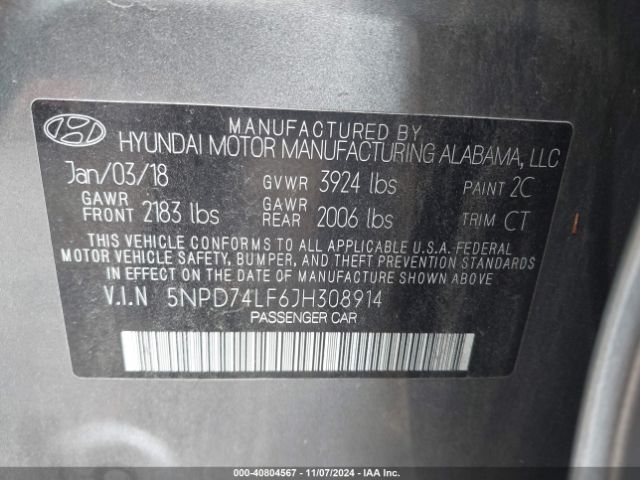 MANUFACTURED BY
HYUNDAI MOTOR MANUFACTURING ALABAMA, LLC
Jan/03/18 GVWR 3924 lbs PAINT 2C
GAWR FRONT 2183 lbs GAWR REAR 2006 lbs TRIM CT
THIS VEHICLE CONFORMS TO ALL APPLICABLE U.S.A.-FEDERAL
MOTOR VEHICLE SAFETY, BUMPER, AND THEFT PREVENTION STANDARDS
IN EFFECT ON THE DATE OF MANUFACTURE SHOWN ABOVE
V.I.N 5NPD74LF6JH308914
PASSENGER CAR
000-40804567 - 11/07/2024 - IAA Inc.